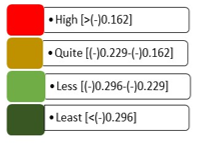 •High [>(-)0.162]
•Quite [(-)0.229-(-)0.162]
•Less [(-)0.296-(-)0.229)
•Least [<(-)0.296]